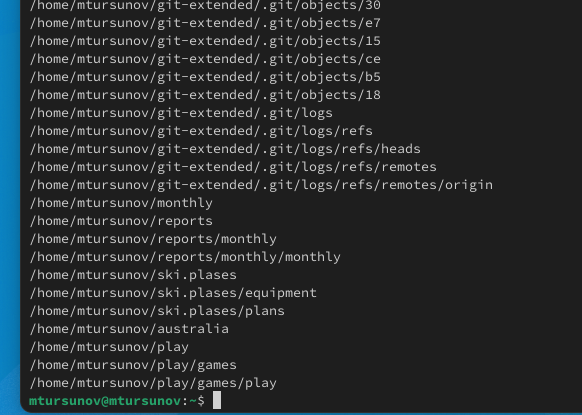 /home/mtursunov/git-extended/.git/objects/30
/home/mtursunov/git-extended/.git/objects/e7
/home/mtursunov/git-extended/.git/objects/15
/home/mtursunov/git-extended/.git/objects/ce
/home/mtursunov/git-extended/.git/objects/b5
/home/mtursunov/git-extended/.git/objects/18
/home/mtursunov/git-extended/.git/logs
/home/mtursunov/git-extended/.git/logs/refs
/home/mtursunov/git-extended/.git/logs/refs/heads
/home/mtursunov/git-extended/.git/logs/refs/remotes
/home/mtursunov/git-extended/.git/logs/refs/remotes/origin
/home/mtursunov/monthly
/home/mtursunov/reports
/home/mtursunov/reports/monthly
/home/mtursunov/reports/monthly/monthly
/home/mtursunov/ski.plases
/home/mtursunov/ski.plases/equipment
/home/mtursunov/ski.plases/plans
/home/mtursunov/australia
/home/mtursunov/play
/home/mtursunov/play/games
/home/mtursunov/play/games/play
mtursunov@mtursunov:~$